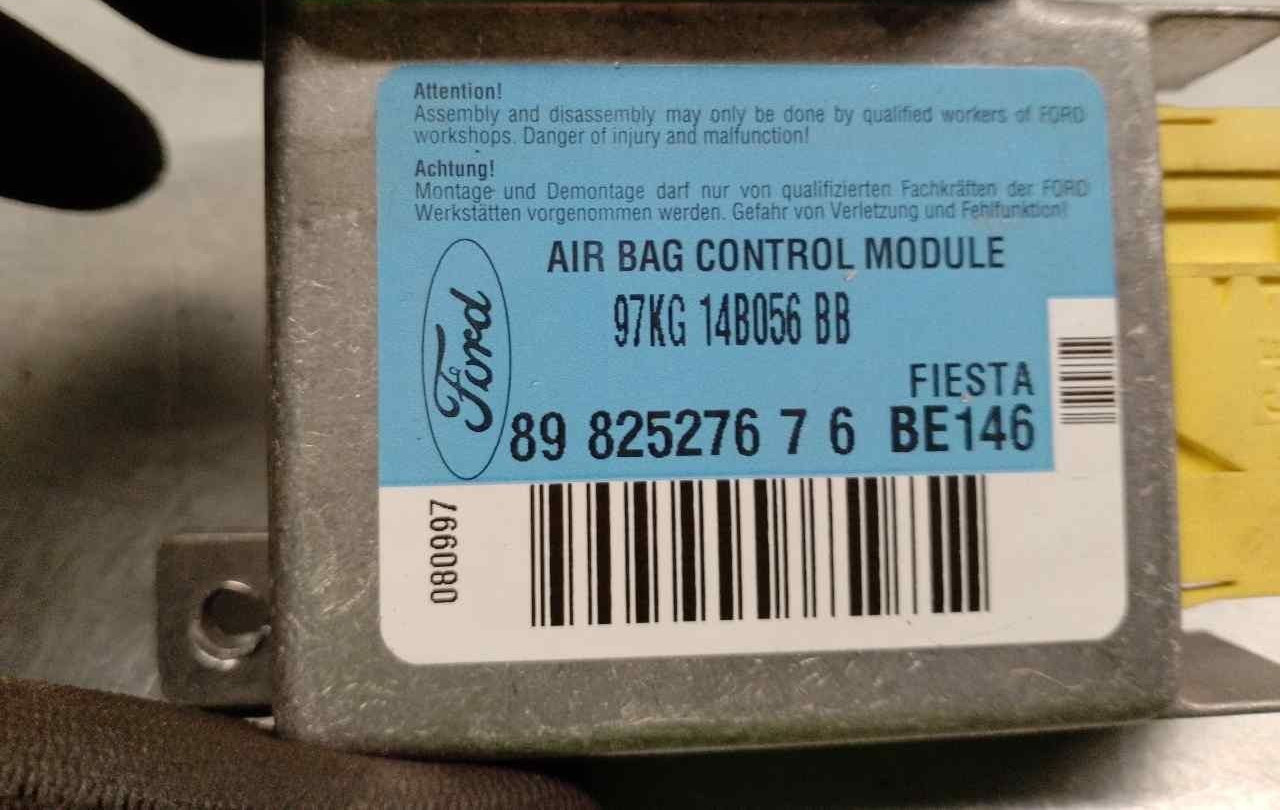 Attention!
Assembly and disassembly may only be done by qualified workers of FORD
workshops. Danger of injury and malfunction!
Achtung!
Montage und Demontage darf nur von qualifizierten Fachkräften der FORD
Werkstätten vorgenommen werden. Gefahr von Verletzung und Fehlfunktion!
AIR BAG CONTROL MODULE
97KG 14B056 BB
Ford
FIESTA
89 825276 7 6 BE146
080997